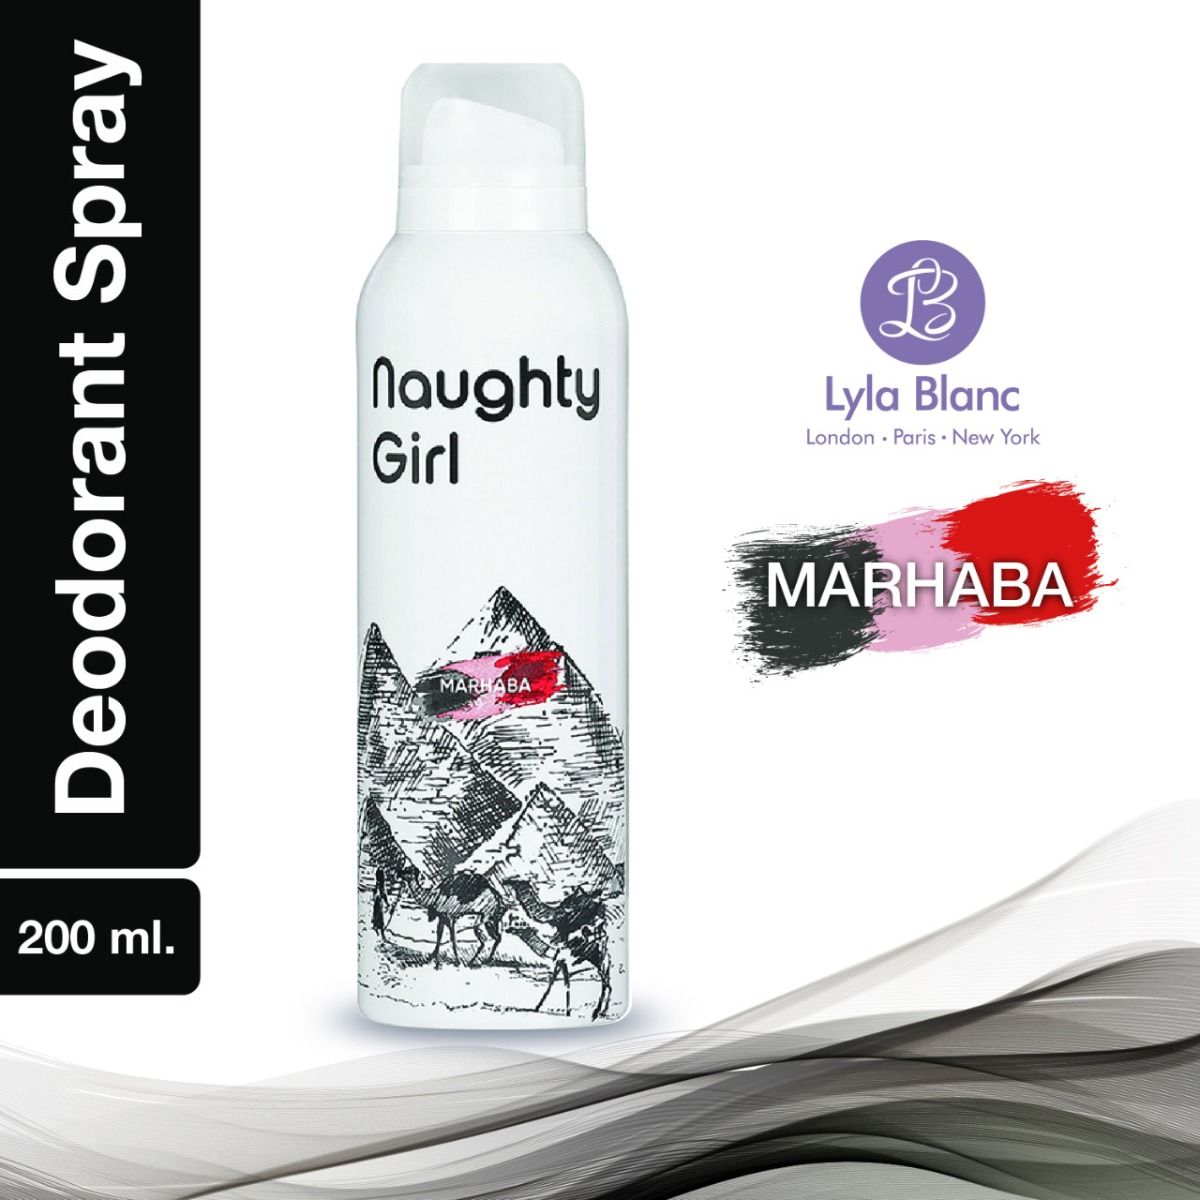 Deodorant Spray
200 ml.
Naughty
Girl
MARHABA
LB
Lyla Blanc
London • Paris • New York
MARHABA